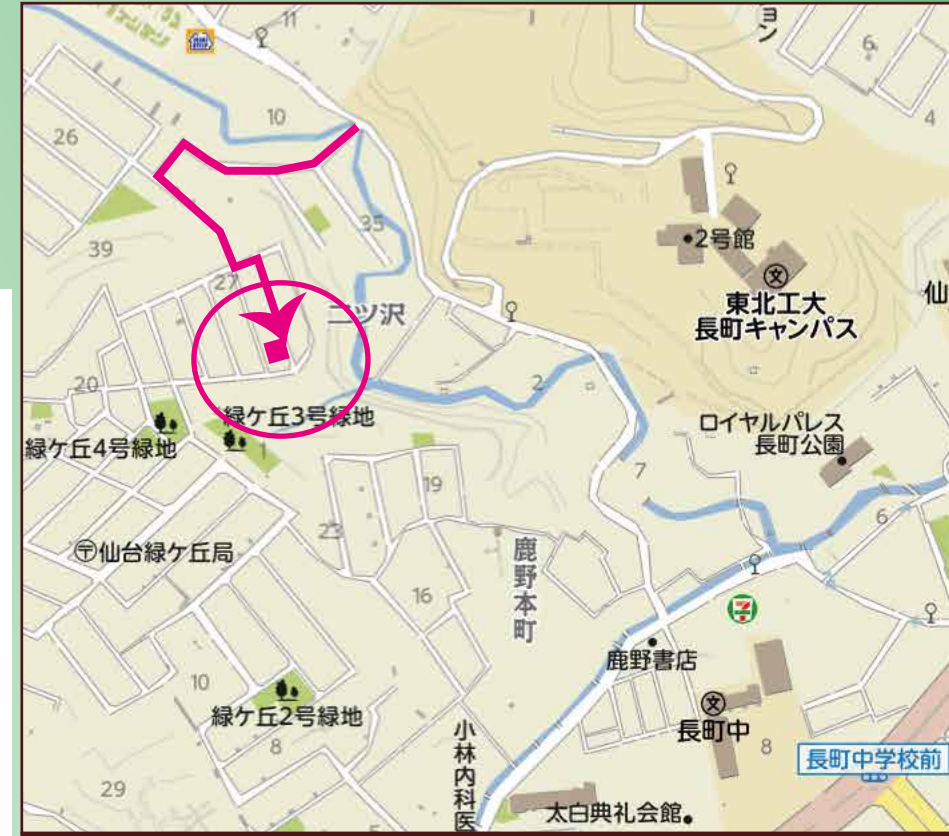 11
ョン
6
4
10
26
35
39
27
2号館
東北工大
長町キャンパス
仙
二ツ沢
20
2
緑ケ丘3号緑地
緑ケ丘4号緑地
1
ロイヤルパレス
長町公園
7
19
6
23
〒仙台緑ケ丘局
鹿野本町
16
鹿野書店
10
文
長町中
緑ケ丘2号緑地
8
小林内科医
8
長町中学校前
29
太白典礼会館